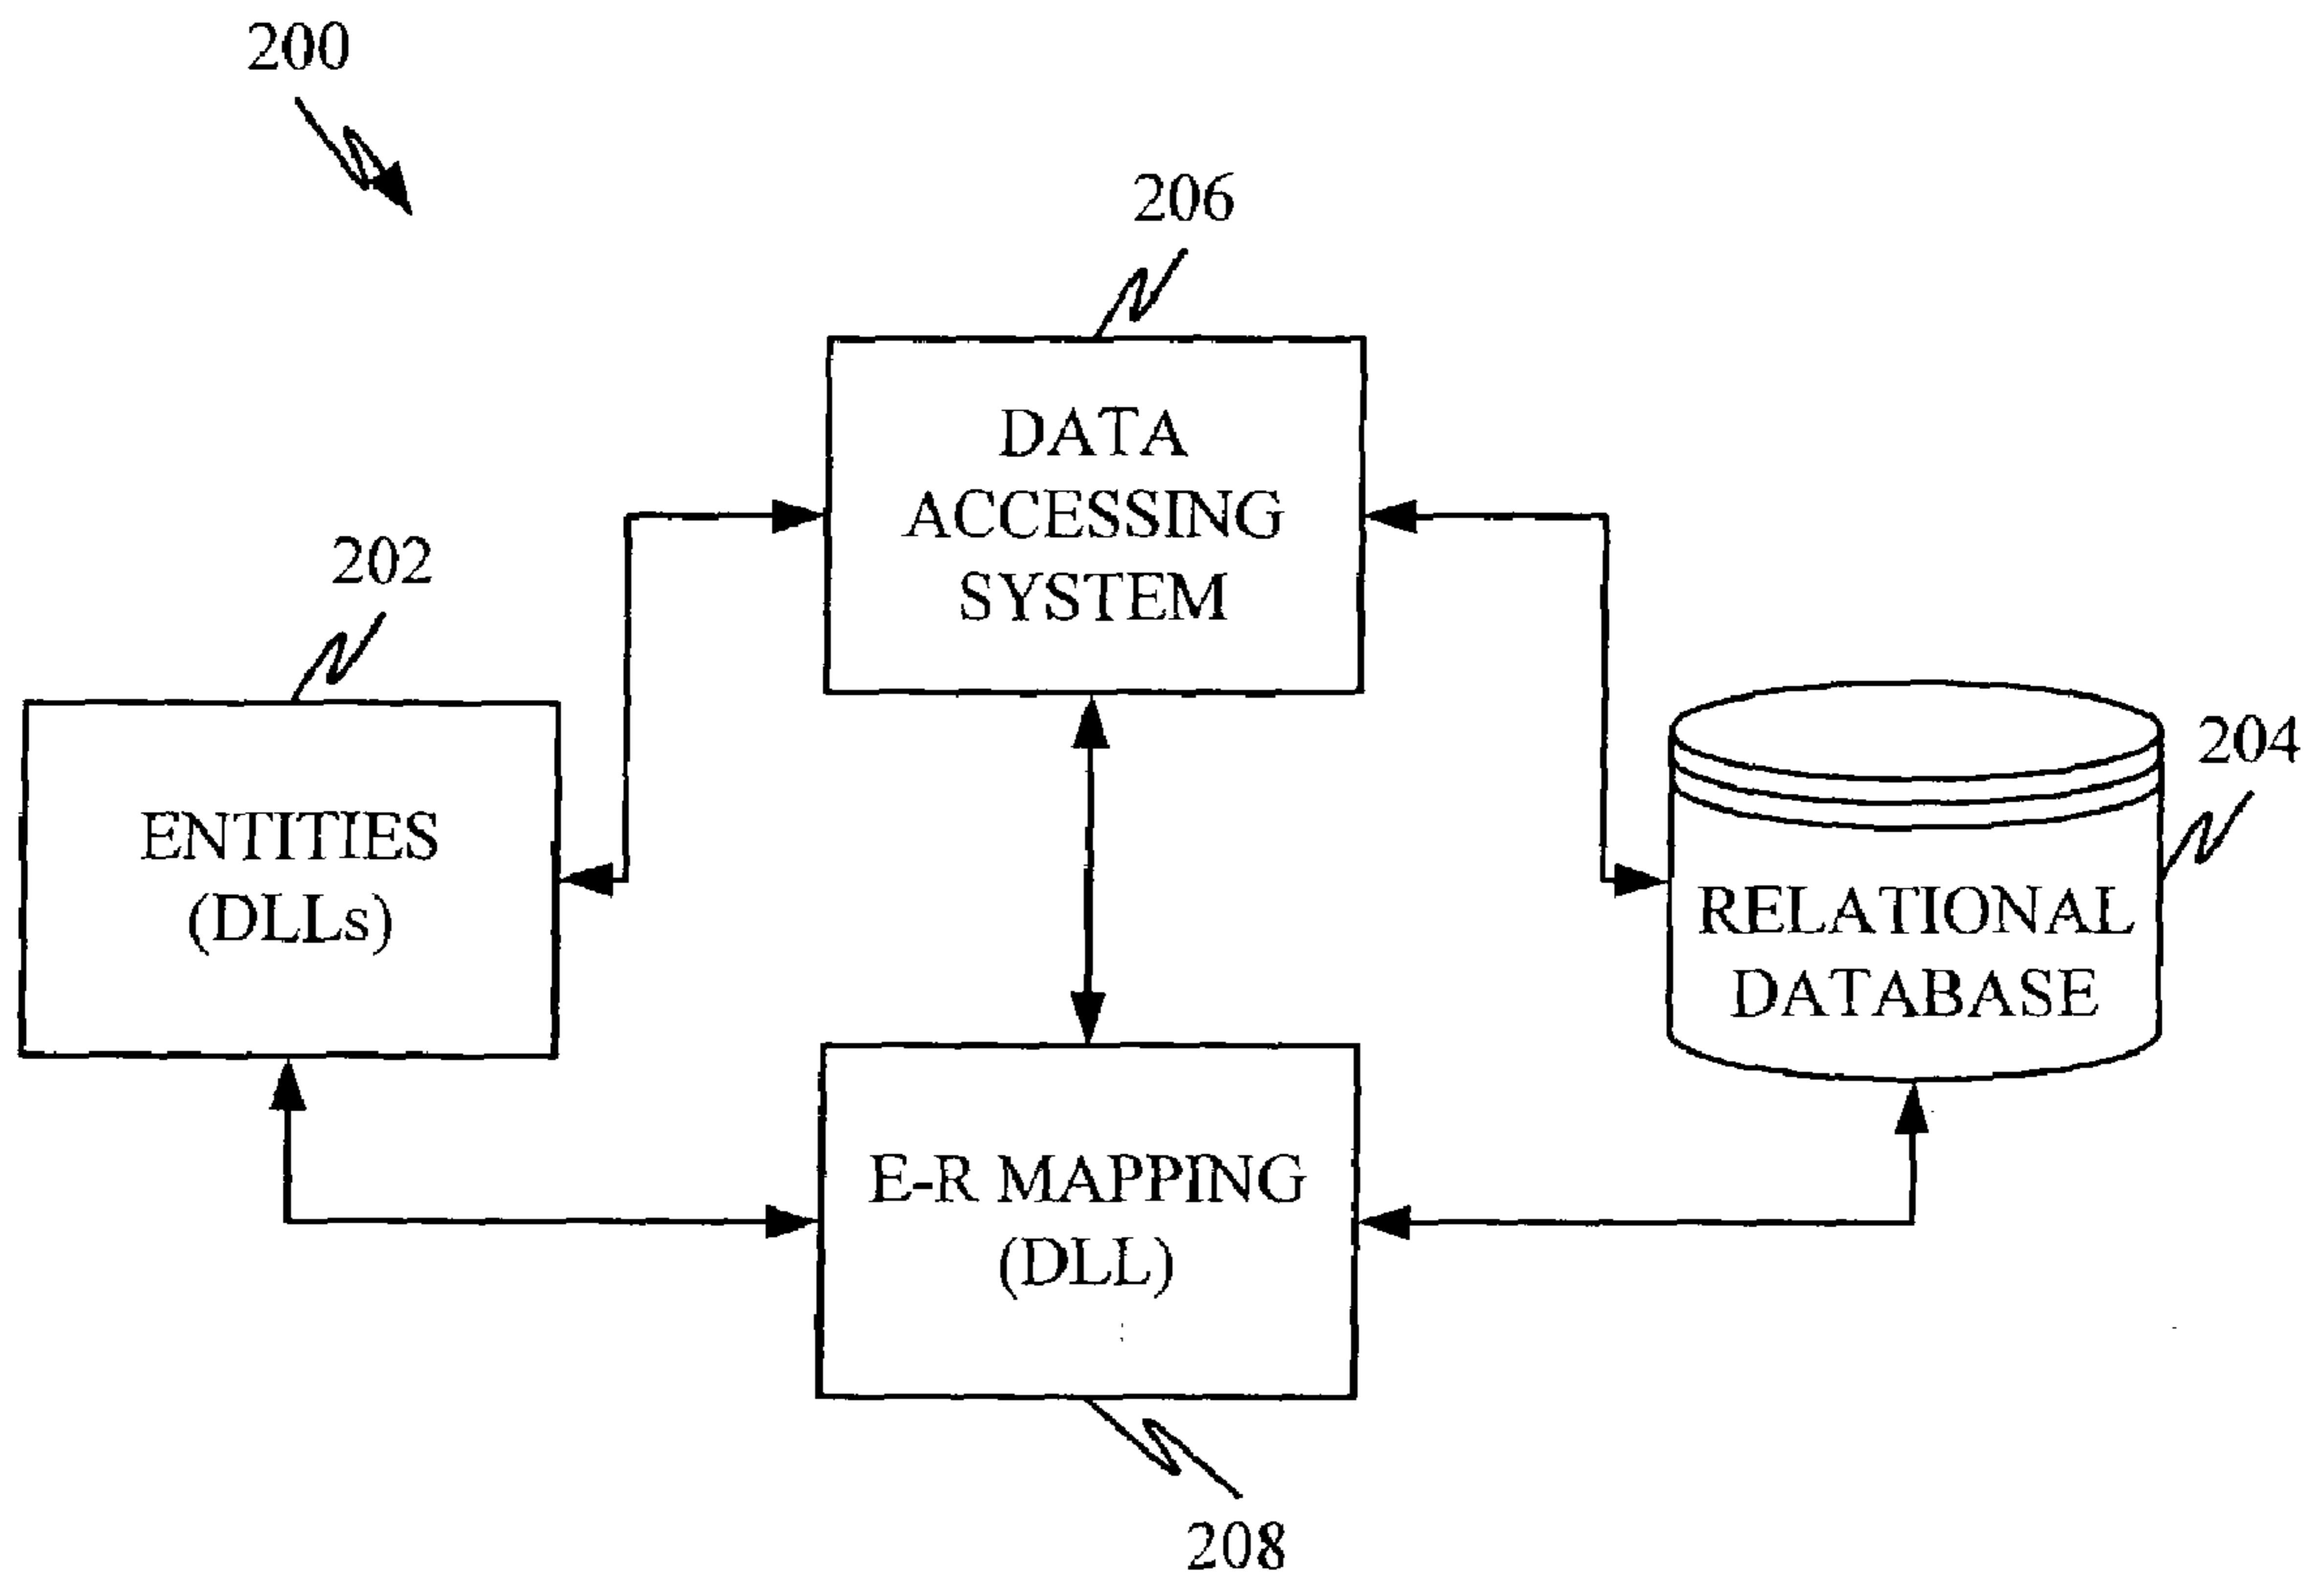 200
206
DATA
ACCESSING
SYSTEM
202
204
ENTITIES
(DLLs)
RELATIONAL
DATABASE
E-R MAPPING
(DLL)
208